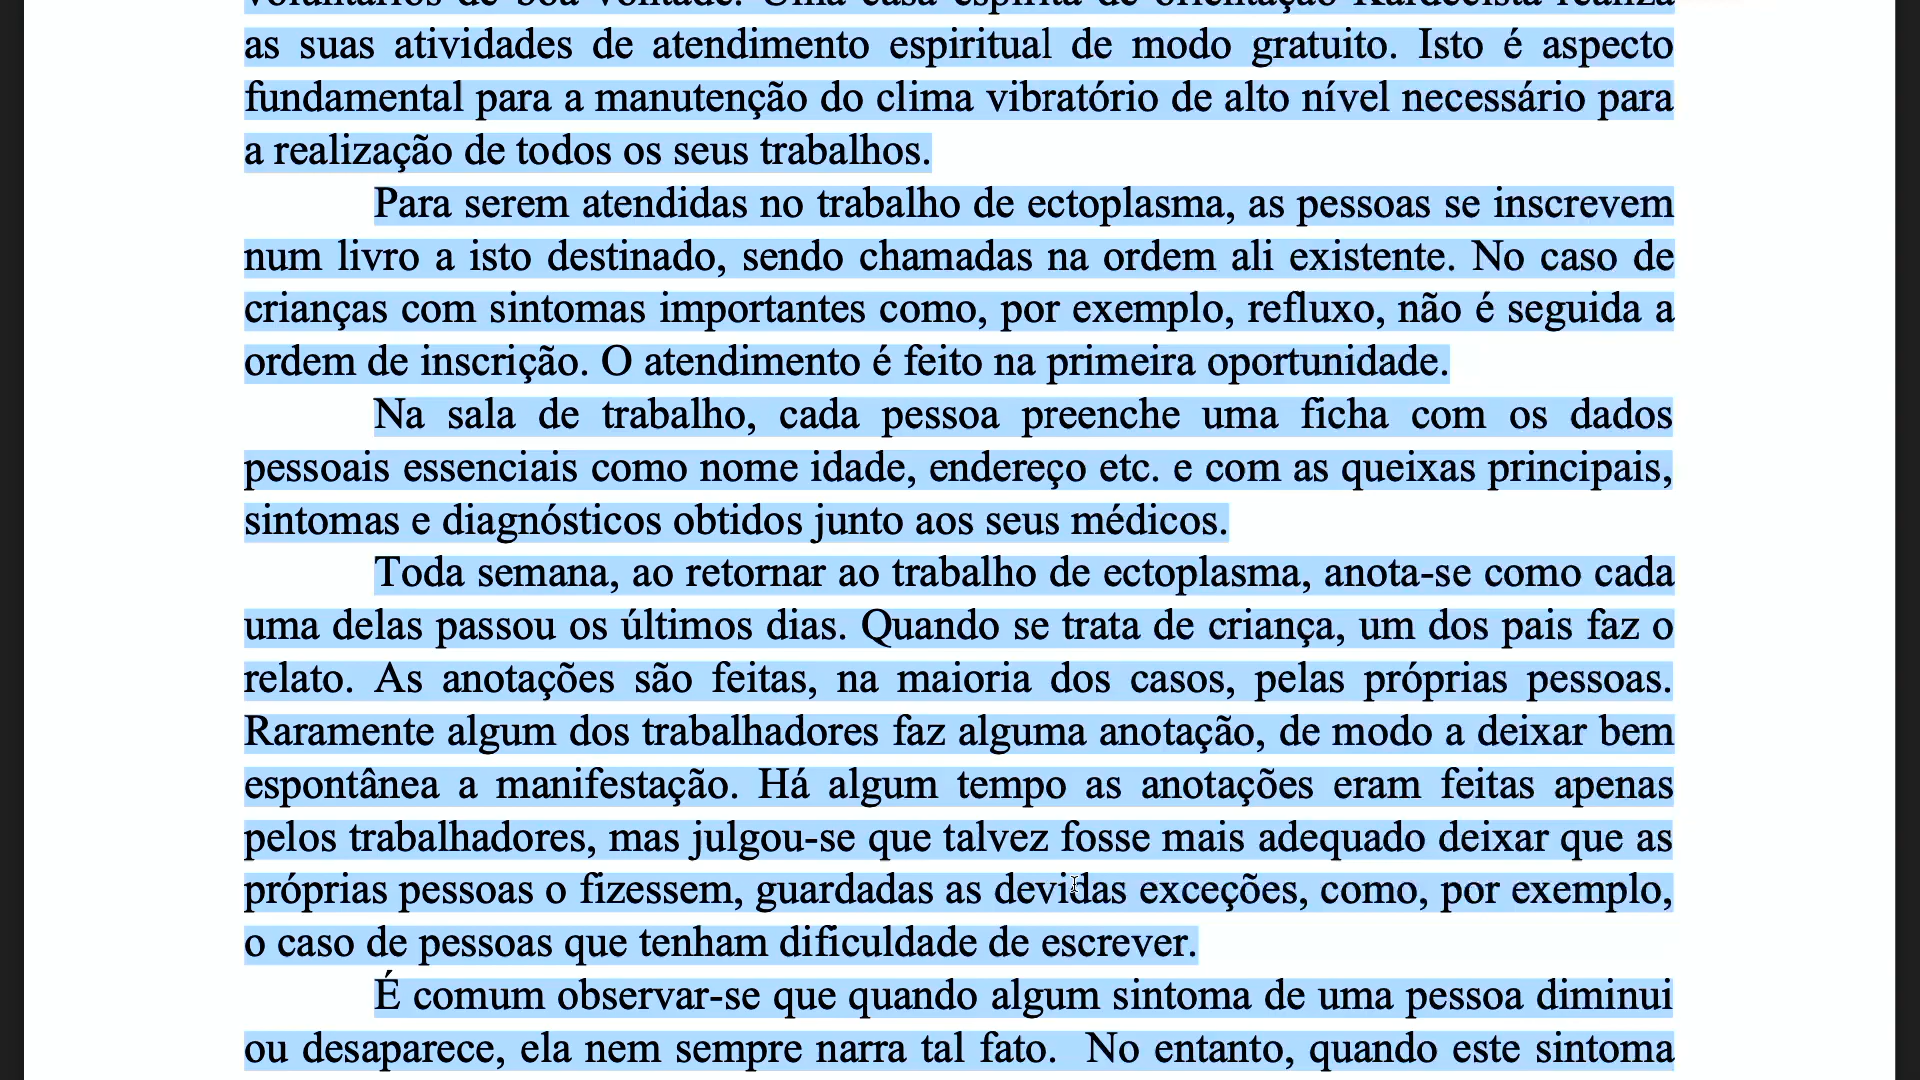 voluntários de boa vontade. Uma casa espírita de orientação Kardecista realiza
as suas atividades de atendimento espiritual de modo gratuito. Isto é aspecto
fundamental para a manutenção do clima vibratório de alto nível necessário para
a realização de todos os seus trabalhos.
Para serem atendidas no trabalho de ectoplasma, as pessoas se inscrevem
num livro a isto destinado, sendo chamadas na ordem ali existente. No caso de
crianças com sintomas importantes como, por exemplo, refluxo, não é seguida a
ordem de inscrição. O atendimento é feito na primeira oportunidade.
Na sala de trabalho, cada pessoa preenche uma ficha com os dados
pessoais essenciais como nome idade, endereço etc. e com as queixas principais,
sintomas e diagnósticos obtidos junto aos seus médicos.
Toda semana, ao retornar ao trabalho de ectoplasma, anota-se como cada
uma delas passou os últimos dias. Quando se trata de criança, um dos pais faz o
relato. As anotações são feitas, na maioria dos casos, pelas próprias pessoas.
Raramente algum dos trabalhadores faz alguma anotação, de modo a deixar bem
espontânea a manifestação. Há algum tempo as anotações eram feitas apenas
pelos trabalhadores, mas julgou-se que talvez fosse mais adequado deixar que as
próprias pessoas o fizessem, guardadas as devidas exceções, como, por exemplo,
o caso de pessoas que tenham dificuldade de escrever.
É comum observar-se que quando algum sintoma de uma pessoa diminui
ou desaparece, ela nem sempre narra tal fato.  No entanto, quando este sintoma